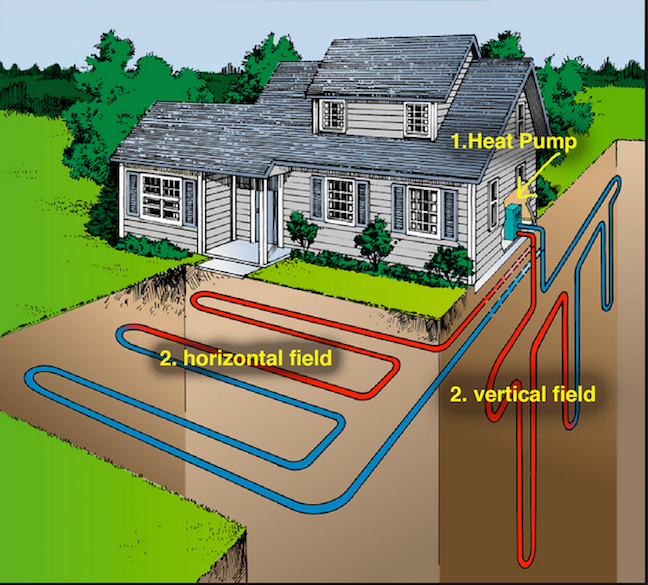 1.Heat Pump
2. horizontal field
2. vertical field